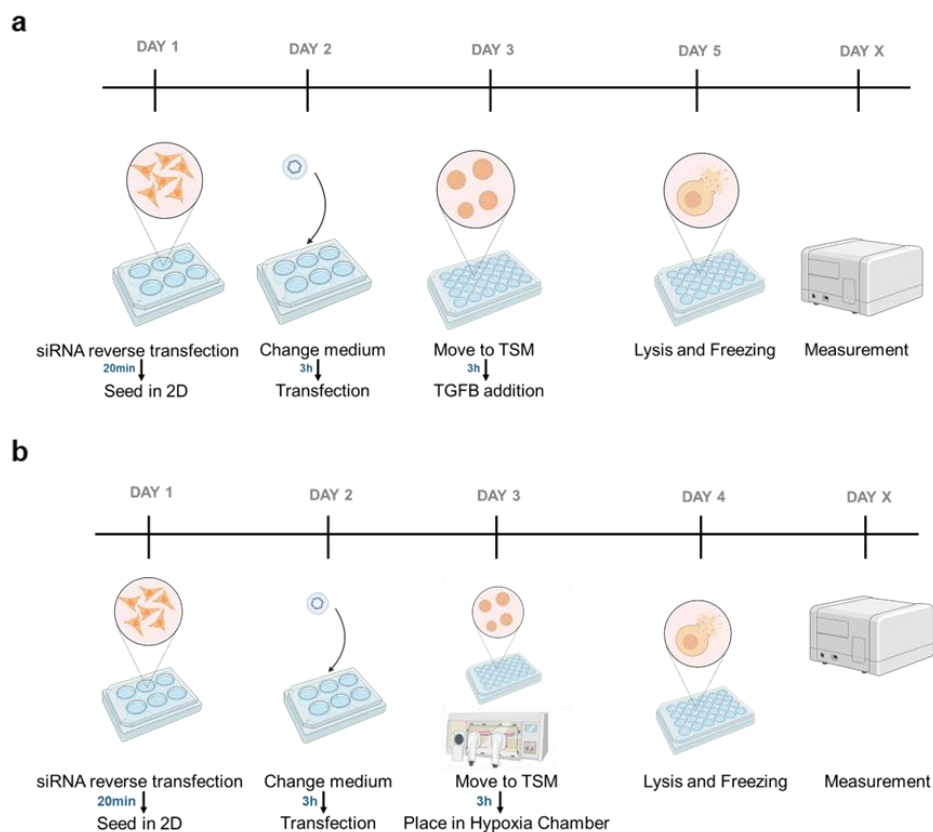 a
DAY 1 DAY 2 DAY 3 DAY 5 DAY X
siRNA reverse transfection Change medium Move to TSM Lysis and Freezing Measurement
20min 3h 3h
Seed in 2D Transfection TGFB addition
b
DAY 1 DAY 2 DAY 3 DAY 4 DAY X
siRNA reverse transfection Change medium Move to TSM Lysis and Freezing Measurement
20min 3h 3h
Seed in 2D Transfection Place in Hypoxia Chamber